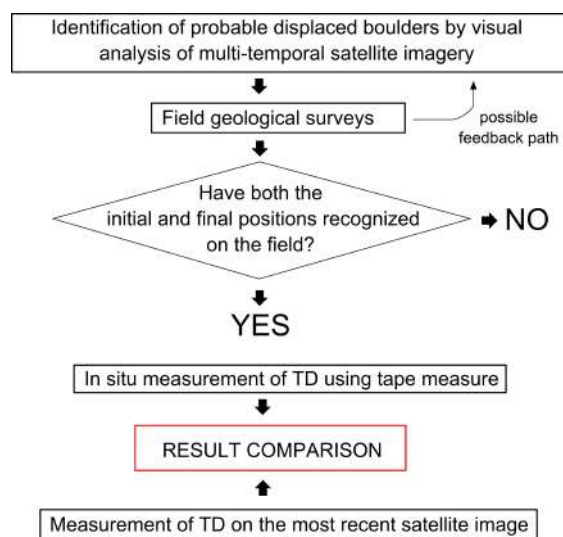 Identification of probable displaced boulders by visual
analysis of multi-temporal satellite imagery
Field geological surveys
possible
feedback path
Have both the
initial and final positions recognized
on the field?
NO
YES
In situ measurement of TD using tape measure
RESULT COMPARISON
Measurement of TD on the most recent satellite image